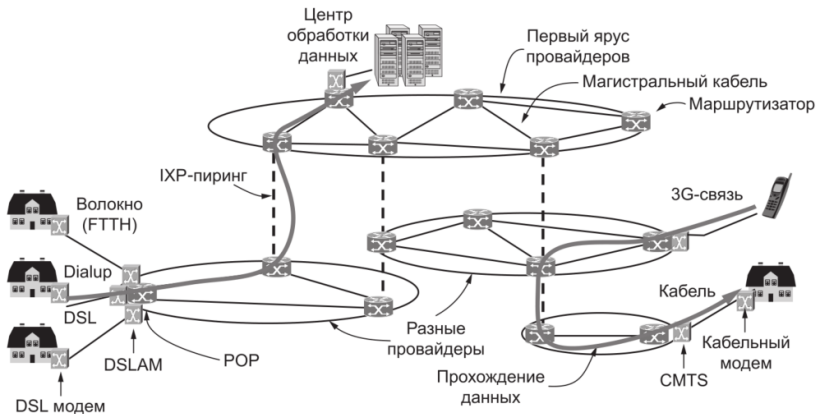 Центр
обработки
данных
Первый ярус
провайдеров
Магистральный кабель
Маршрутизатор
IXP-пиринг
3G-связь
Волокно
(FTTH)
Dialup
DSL
Кабель
Разные
провайдеры
POP
DSLAM
DSL модем
Прохождение
данных
CMTS
Кабельный
модем